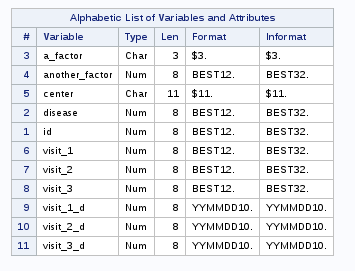 Alphabetic List of Variables and Attributes
# Variable Type Len Format Informat
3 a_factor Char 3 $3. $3.
4 another_factor Num 8 BEST12. BEST32.
5 center Char 11 $11. $11.
2 disease Num 8 BEST12. BEST32.
1 id Num 8 BEST12. BEST32.
6 visit_1 Num 8 BEST12. BEST32.
7 visit_2 Num 8 BEST12. BEST32.
8 visit_3 Num 8 BEST12. BEST32.
9 visit_1_d Num 8 YYMMDD10. YYMMDD10.
10 visit_2_d Num 8 YYMMDD10. YYMMDD10.
11 visit_3_d Num 8 YYMMDD10. YYMMDD10.